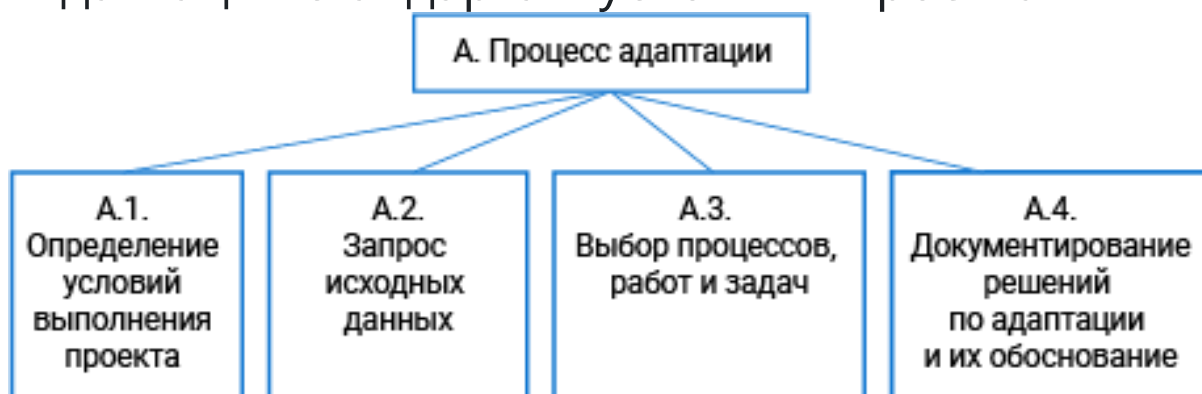 А. Процесс адаптации
А.1.
Определение
условий
выполнения
проекта
А.2.
Запрос
исходных
данных
А.3.
Выбор процессов,
работ и задач
А.4.
Документирование
решений
по адаптации
и их обоснование